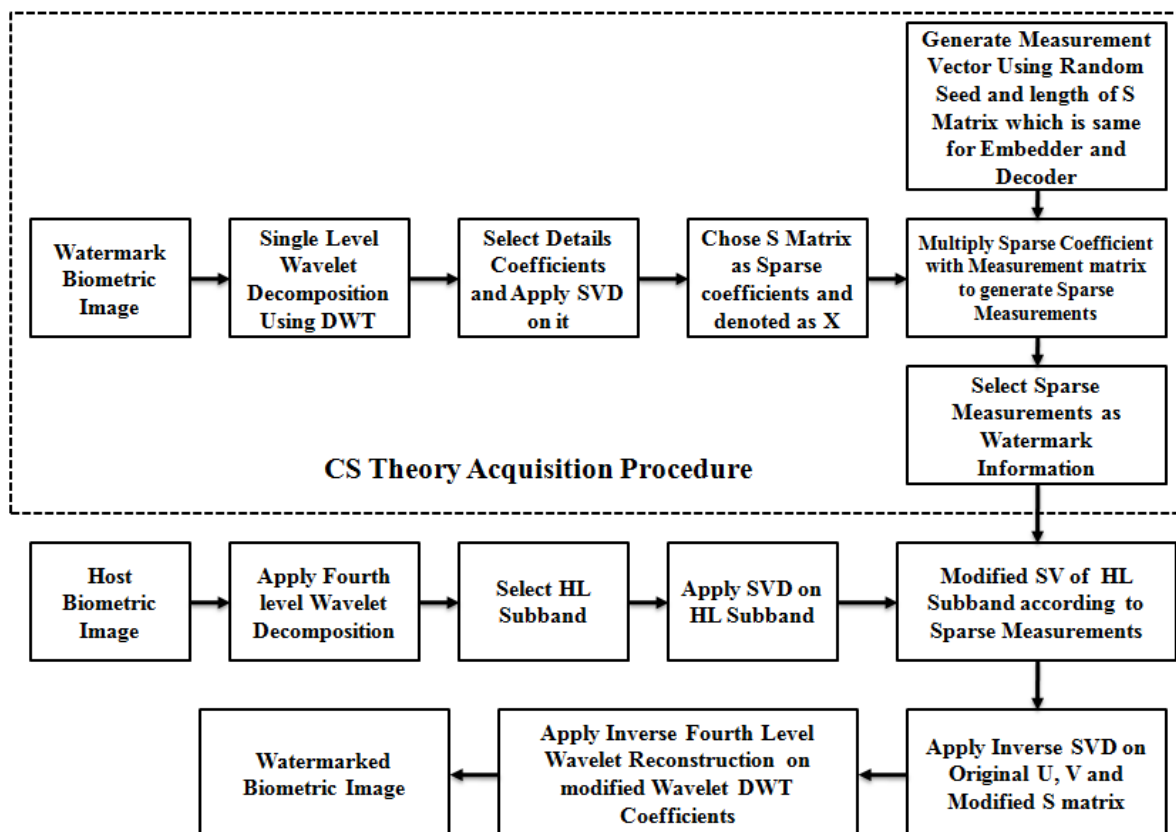 Generate Measurement
Vector Using Random
Seed and length of S
Matrix which is same
for Embedder and
Decoder
Watermark
Biometric
Image
Single Level
Wavelet
Decomposition
Using DWT
Select Details
Coefficients
and Apply SVD
on it
Chose S Matrix
as Sparse
coefficients and
denoted as X
Multiply Sparse Coefficient
with Measurement matrix
to generate Sparse
Measurements
Select Sparse
Measurements as
Watermark
Information
CS Theory Acquisition Procedure
Host
Biometric
Image
Apply Fourth
level Wavelet
Decomposition
Select HL
Subband
Apply SVD on
HL Subband
Modified SV of HL
Subband according to
Sparse Measurements
Watermarked
Biometric Image
Apply Inverse Fourth Level
Wavelet Reconstruction on
modified Wavelet DWT
Coefficients
Apply Inverse SVD on
Original U, V and
Modified S matrix